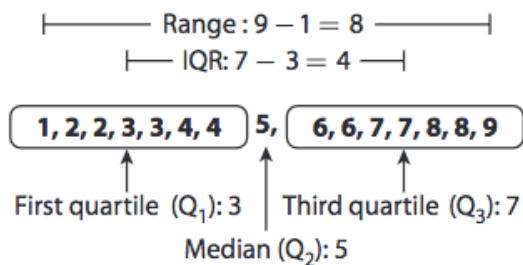 Range: 9 – 1 = 8
IQR: 7 – 3 = 4
1, 2, 2, 3, 3, 4, 4 5, 6, 6, 7, 7, 8, 8, 9
First quartile (Q₁): 3 Third quartile (Q₃): 7
Median (Q₂): 5